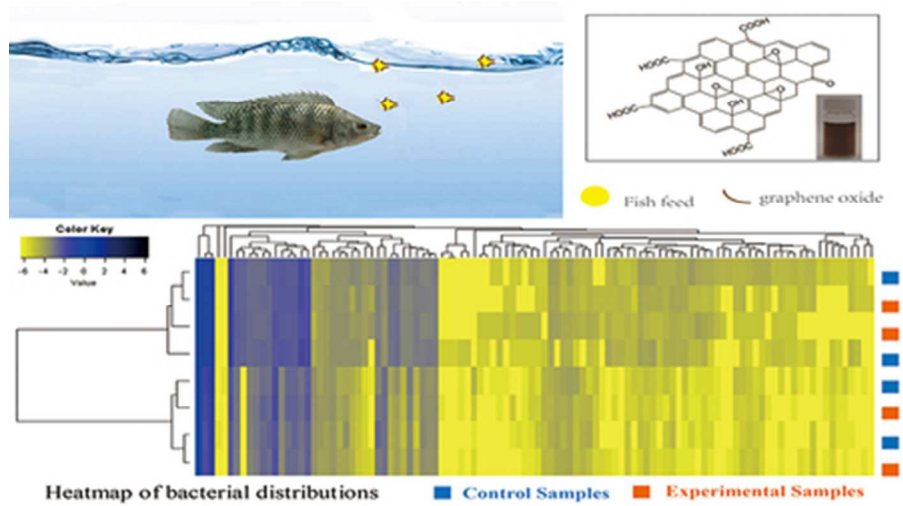 COOH
HOOC
OH
O
O
O
O
HOOC
OH
HOOC
Fish feed
graphene oxide
Color Key
-6 -4 -2 0 2 4 6
Value
Heatmap of bacterial distributions
Control Samples
Experimental Samples